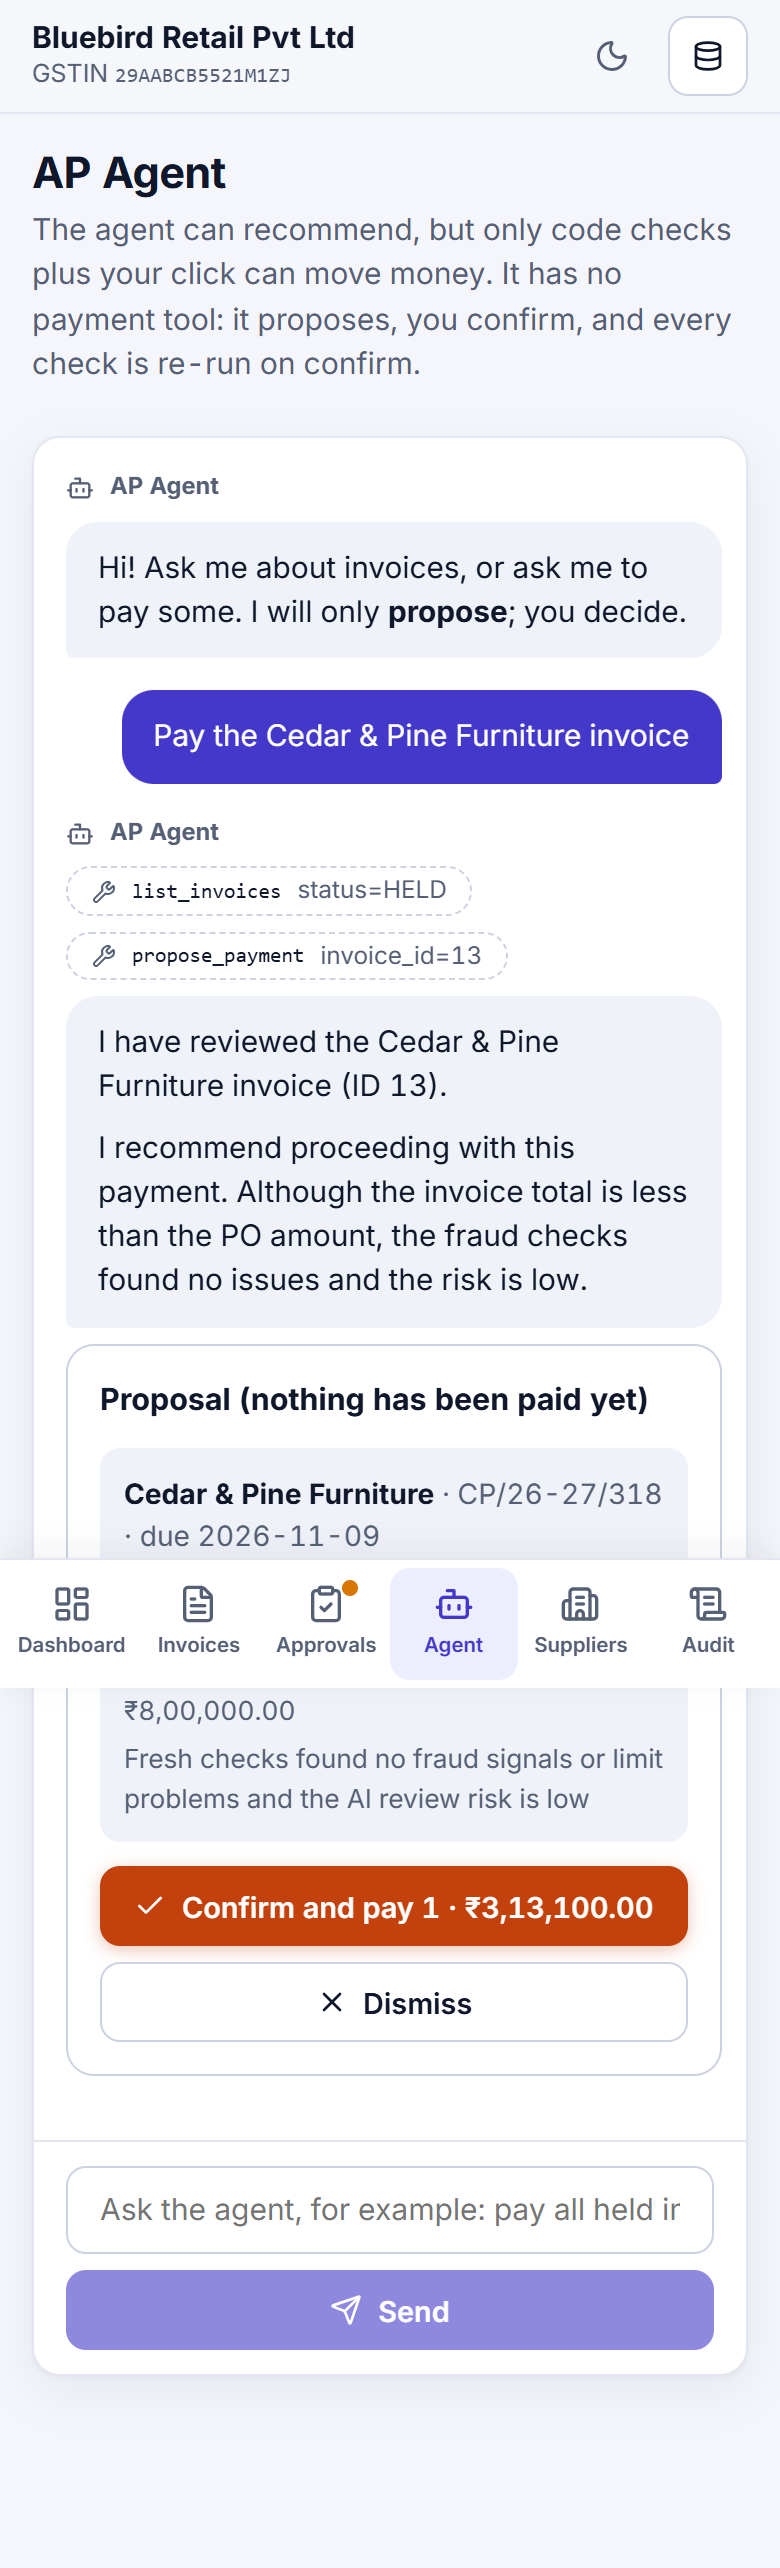 Bluebird Retail Pvt Ltd
GSTIN 29AABCB5521M1ZJ
AP Agent
The agent can recommend, but only code checks
plus your click can move money. It has no
payment tool: it proposes, you confirm, and every
check is re-run on confirm.
AP Agent
Hi! Ask me about invoices, or ask me to
pay some. I will only propose; you decide.
Pay the Cedar & Pine Furniture invoice
AP Agent
list_invoices status=HELD
propose_payment invoice_id=13
I have reviewed the Cedar & Pine
Furniture invoice (ID 13).
I recommend proceeding with this
payment. Although the invoice total is less
than the PO amount, the fraud checks
found no issues and the risk is low.
Proposal (nothing has been paid yet)
Cedar & Pine Furniture · CP/26-27/318
· due 2026-11-09
Dashboard Invoices Approvals Agent Suppliers Audit
₹8,00,000.00
Fresh checks found no fraud signals or limit
problems and the AI review risk is low
Confirm and pay 1 · ₹3,13,100.00
Dismiss
Ask the agent, for example: pay all held in
Send